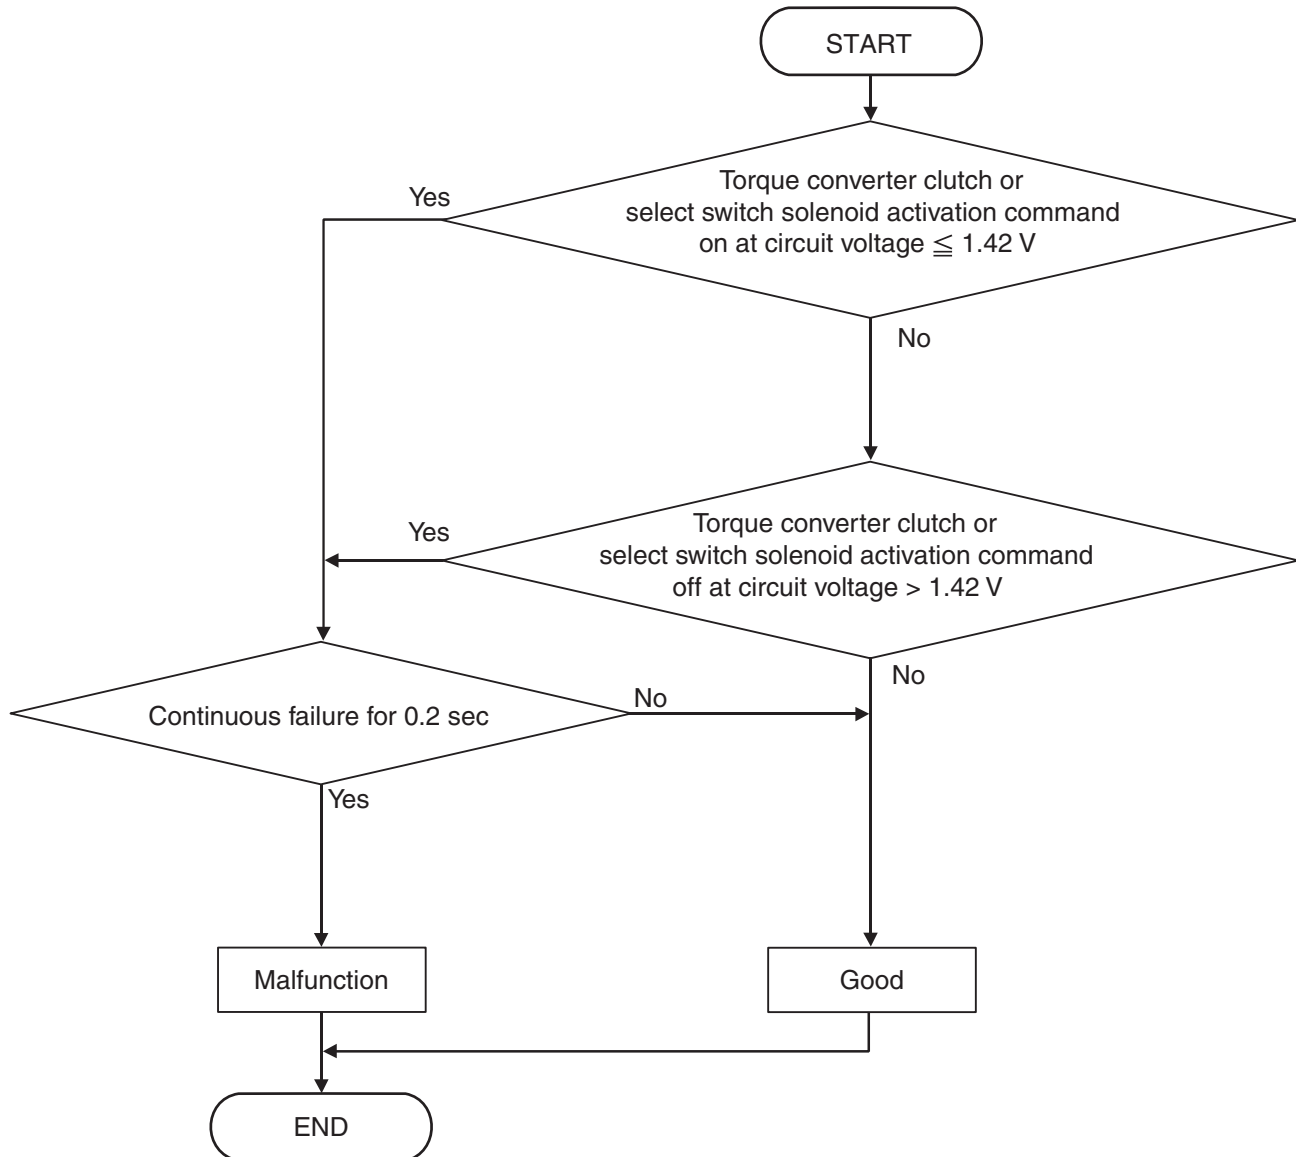 START
Yes
Torque converter clutch or
select switch solenoid activation command
on at circuit voltage ≦ 1.42 V
No
Yes
Torque converter clutch or
select switch solenoid activation command
off at circuit voltage > 1.42 V
No
Continuous failure for 0.2 sec
No
Yes
Malfunction
Good
END